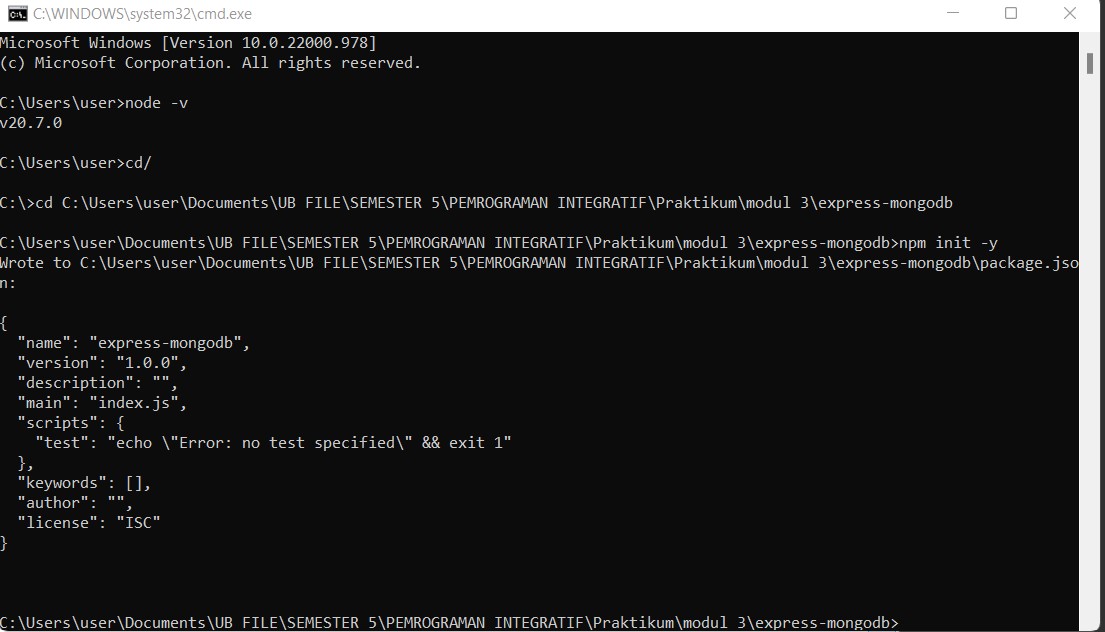 C:\WINDOWS\system32\cmd.exe
Microsoft Windows [Version 10.0.22000.978]
(c) Microsoft Corporation. All rights reserved.
C:\Users\user>node -v
v20.7.0
C:\Users\user>cd/
C:\>cd C:\Users\user\Documents\UB FILE\SEMESTER 5\PEMROGRAMAN INTEGRATIF\Praktikum\modul 3\express-mongodb
C:\Users\user\Documents\UB FILE\SEMESTER 5\PEMROGRAMAN INTEGRATIF\Praktikum\modul 3\express-mongodb>npm init -y
Wrote to C:\Users\user\Documents\UB FILE\SEMESTER 5\PEMROGRAMAN INTEGRATIF\Praktikum\modul 3\express-mongodb\package.jso
n:
{
  "name": "express-mongodb",
  "version": "1.0.0",
  "description": "",
  "main": "index.js",
  "scripts": {
    "test": "echo \"Error: no test specified\" && exit 1"
  },
  "keywords": [],
  "author": "",
  "license": "ISC"
}
C:\Users\user\Documents\UB FILE\SEMESTER 5\PEMROGRAMAN INTEGRATIF\Praktikum\modul 3\express-mongodb>